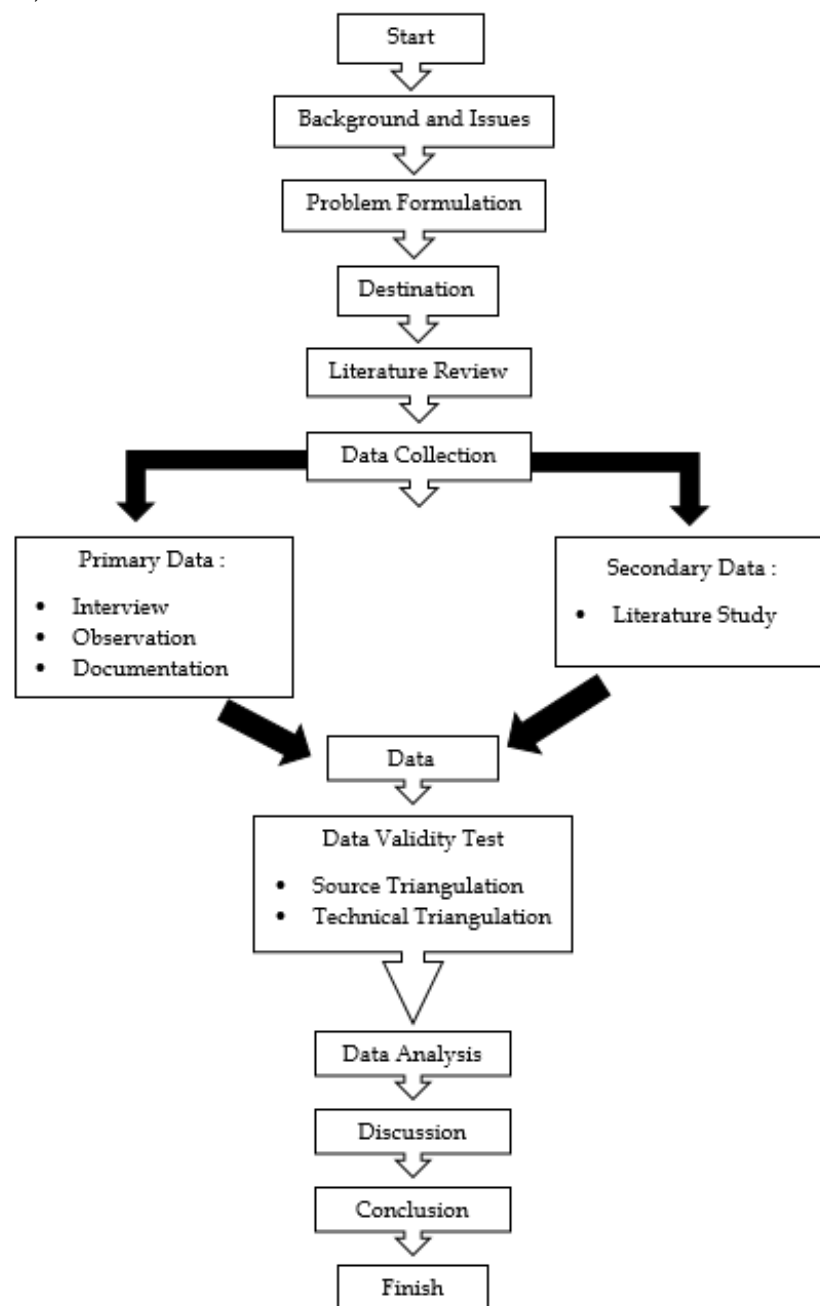 Start
Background and Issues
Problem Formulation
Destination
Literature Review
Data Collection
Primary Data :
• Interview
• Observation
• Documentation
Secondary Data :
• Literature Study
Data
Data Validity Test
• Source Triangulation
• Technical Triangulation
Data Analysis
Discussion
Conclusion
Finish